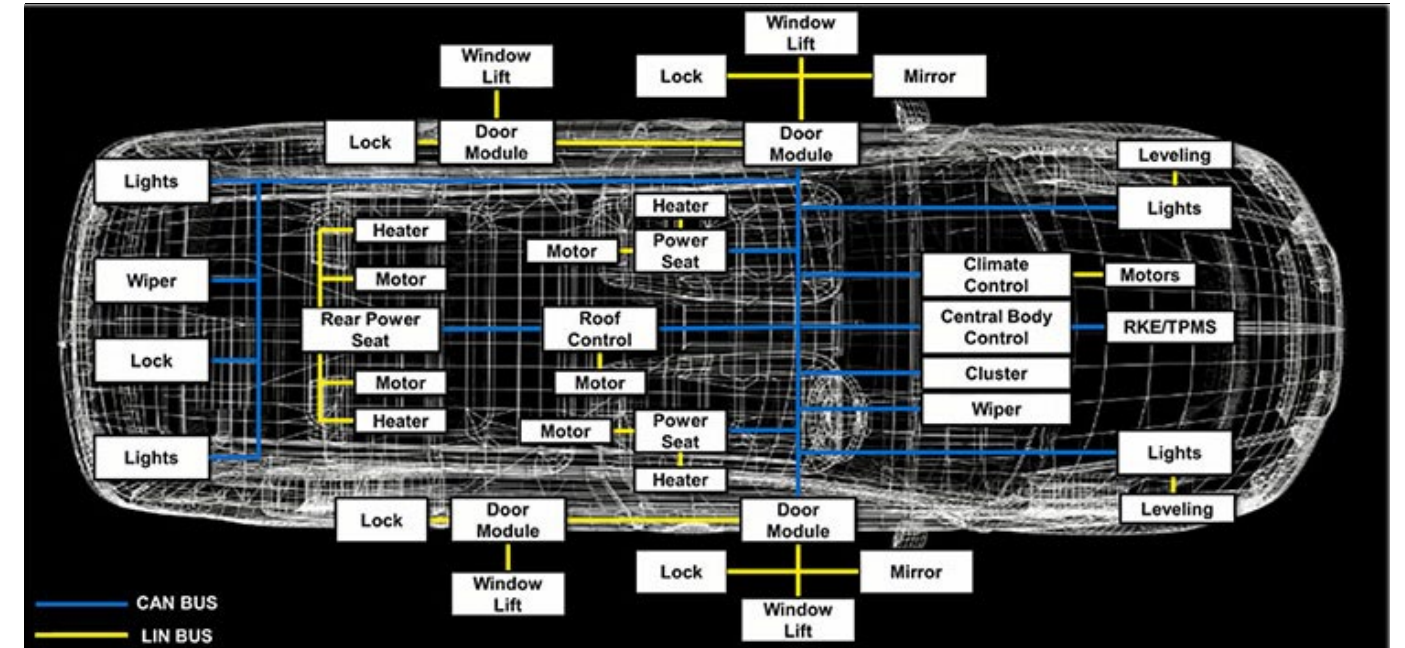 Window
Lift
Window
Lift
Lock
Mirror
Lock
Door
Module
Door
Module
Leveling
Lights
Lights
Heater
Heater
Power
Seat
Motor
Motor
Wiper
Climate
Control
Motors
Rear Power
Seat
Roof
Control
Central Body
Control
RKE/TPMS
Lock
Motor
Motor
Cluster
Wiper
Heater
Motor
Power
Seat
Lights
Lights
Heater
Leveling
Lock
Door
Module
Door
Module
Window
Lift
Lock
Mirror
Window
Lift
CAN BUS
LIN BUS